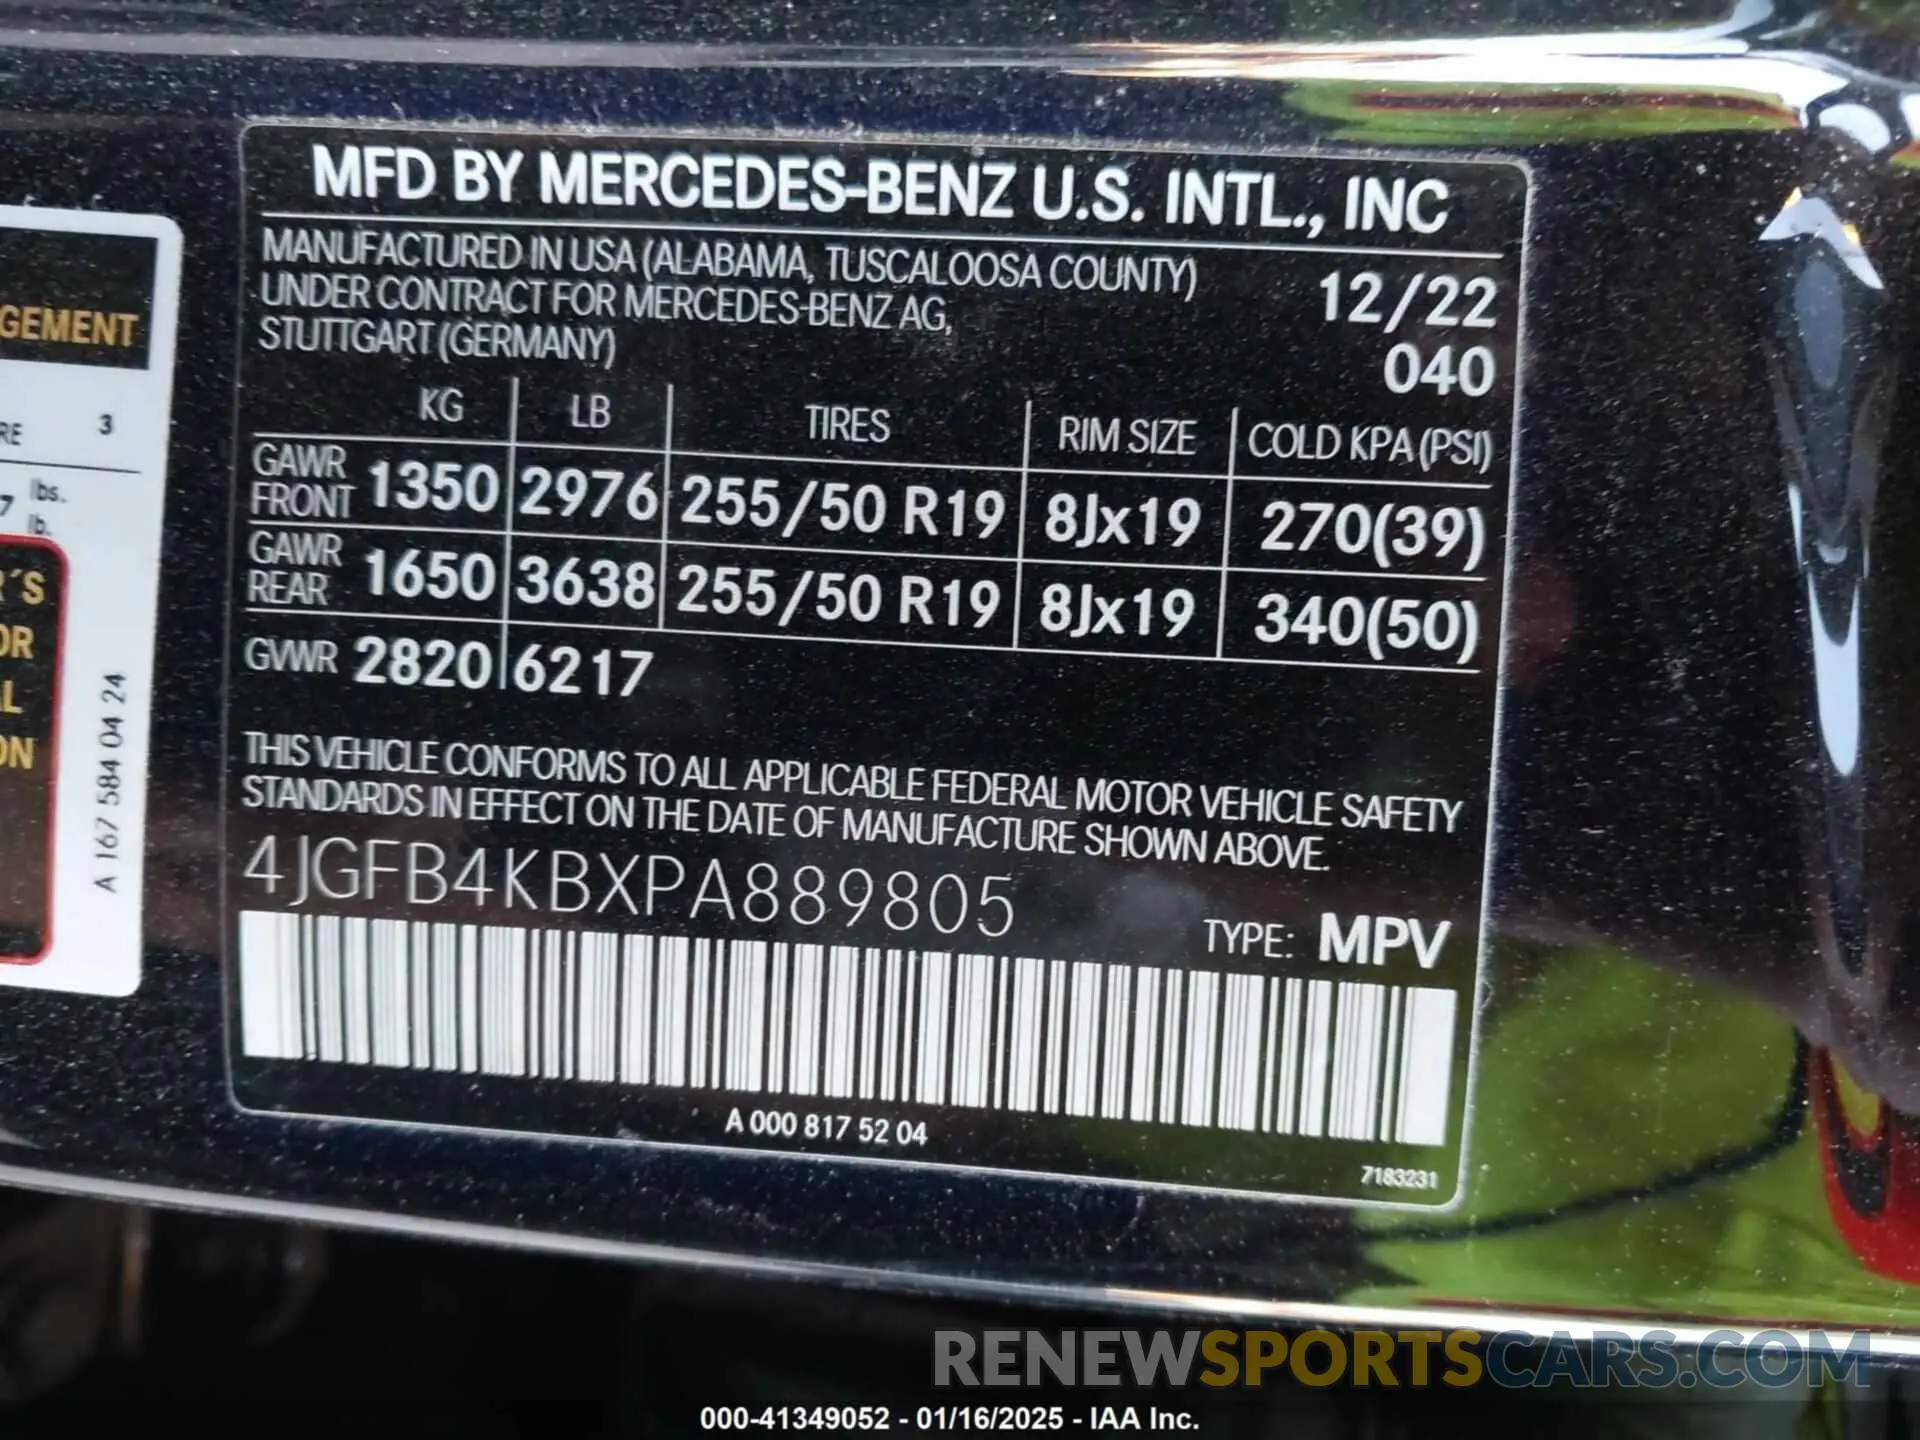 MFD BY MERCEDES-BENZ U.S. INTL., INC
MANUFACTURED IN USA (ALABAMA, TUSCALOOSA COUNTY)
UNDER CONTRACT FOR MERCEDES-BENZ AG,
STUTTGART (GERMANY)
12/22
040
KG LB TIRES RIM SIZE COLD KPA (PSI)
GAWR FRONT 1350 2976 255/50 R19 8Jx19 270(39)
GAWR REAR 1650 3638 255/50 R19 8Jx19 340(50)
GVWR 2820 6217
THIS VEHICLE CONFORMS TO ALL APPLICABLE FEDERAL MOTOR VEHICLE SAFETY
STANDARDS IN EFFECT ON THE DATE OF MANUFACTURE SHOWN ABOVE.
4JGFB4KBXPA889805
TYPE: MPV
A 000 817 52 04
7183231
GEMENT
RE 3
7 lbs.
lb.
R´S
OR
AL
ON
A 167 584 04 24
RENEWSPORTSCARS.COM
000-41349052 - 01/16/2025 - IAA Inc.